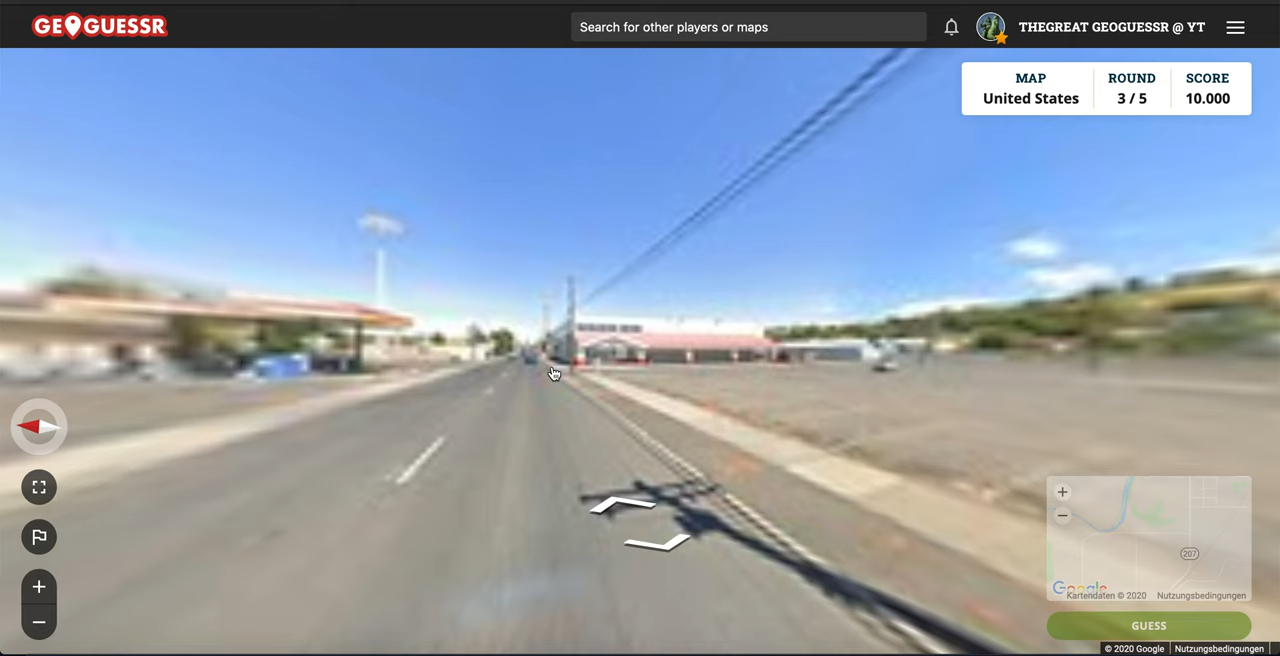 GEOGUESSR
Search for other players or maps
THEGREAT GEOGUESSR @ YT
MAP
United States
ROUND
3 / 5
SCORE
10.000
207
Google
Kartendaten © 2020
Nutzungsbedingungen
GUESS
© 2020 Google
Nutzungsbedingungen